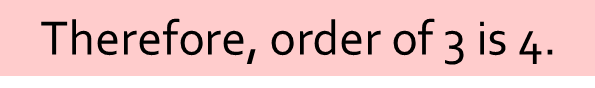 Therefore, order of 3 is 4.